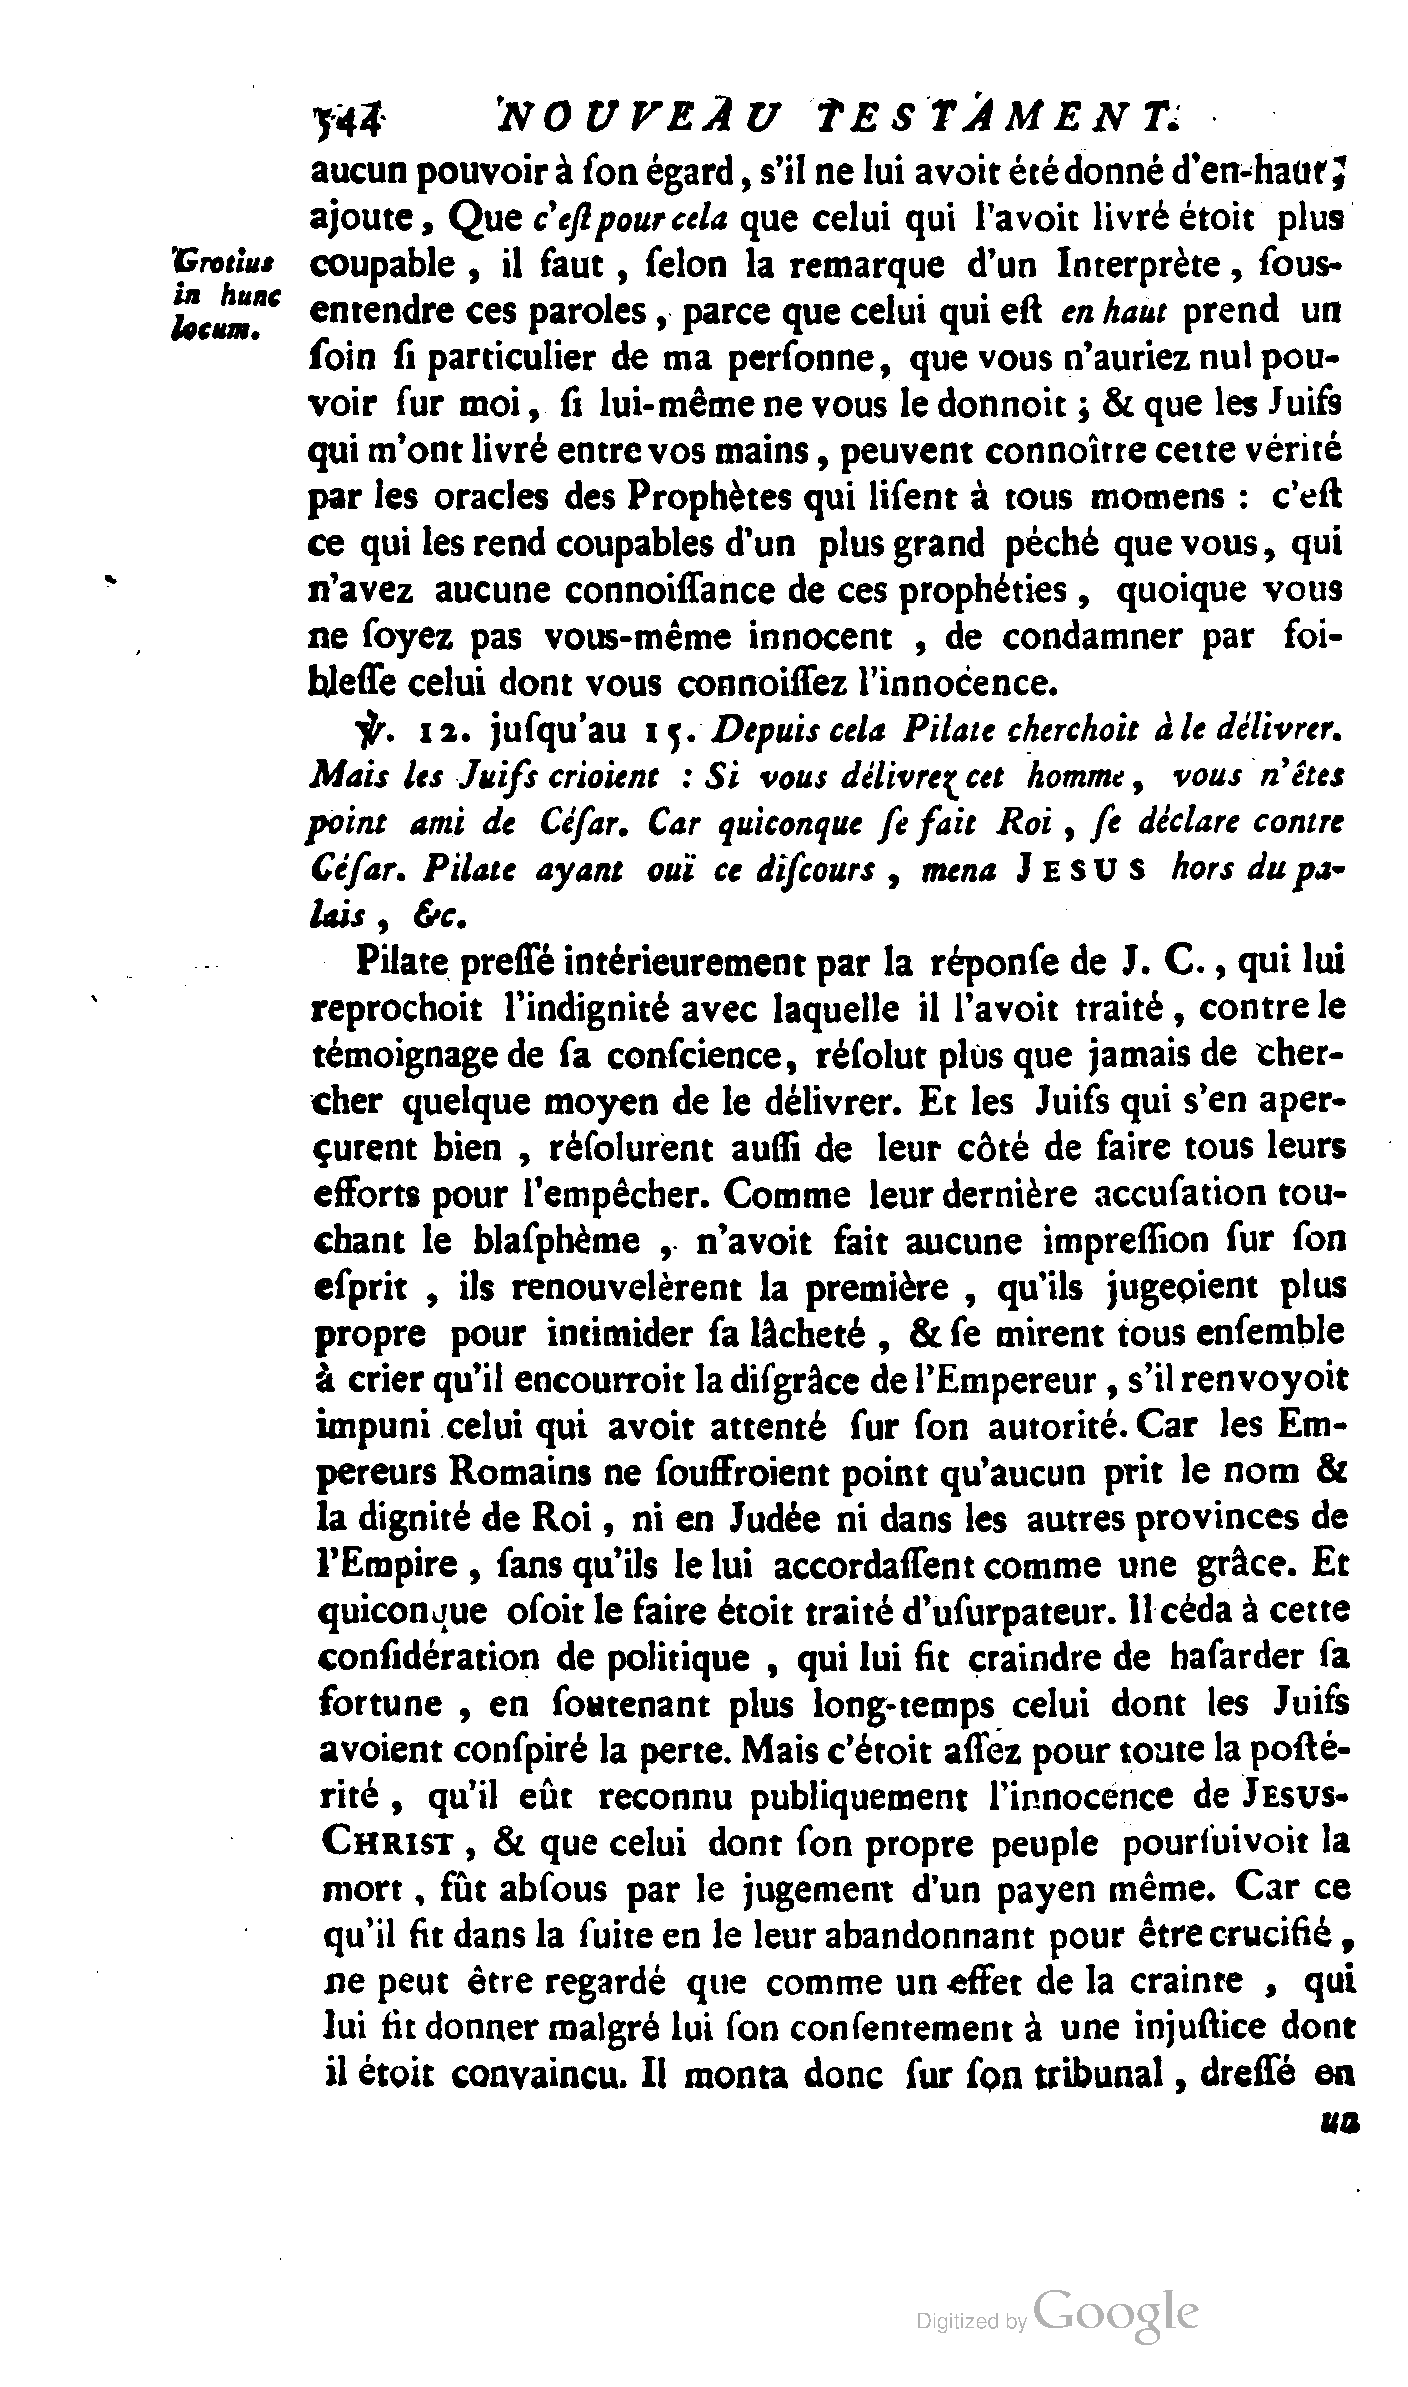 544 NOUVEAU TESTAMENT.
aucun pouvoir à ſon égard, s'il ne lui avoit été donné d'en-haut;
ajoute, Que c'eſt pour cela que celui qui l'avoit livré étoit plus
Grotius
in hunc
locum.
coupable, il faut, ſelon la remarque d'un Interprète, ſous-
entendre ces paroles, parce que celui qui eſt en haut prend un
ſoin ſi particulier de ma perſonne, que vous n'auriez nul pou-
voir ſur moi, ſi lui-même ne vous le donnoit; & que les Juifs
qui m'ont livré entre vos mains, peuvent connoître cette vérité
par les oracles des Prophètes qui liſent à tous momens : c'eſt
ce qui les rend coupables d'un plus grand péché que vous, qui
n'avez aucune connoiſſance de ces prophéties, quoique vous
ne ſoyez pas vous-même innocent, de condamner par foi-
bleſſe celui dont vous connoiſſez l'innocence.
℣. 12. juſqu'au 15. Depuis cela Pilate cherchoit à le délivrer.
Mais les Juifs crioient : Si vous délivrez cet homme, vous n'êtes
point ami de Céſar. Car quiconque ſe fait Roi, ſe déclare contre
Céſar. Pilate ayant ouï ce diſcours, mena JESUS hors du pa-
lais, &c.
Pilate preſſé intérieurement par la réponſe de J. C., qui lui
reprochoit l'indignité avec laquelle il l'avoit traité, contre le
témoignage de ſa conſcience, réſolut plus que jamais de cher-
cher quelque moyen de le délivrer. Et les Juifs qui s'en aper-
çurent bien, réſolurent auſſi de leur côté de faire tous leurs
efforts pour l'empêcher. Comme leur dernière accuſation tou-
chant le blaſphème, n'avoit fait aucune impreſſion ſur ſon
eſprit, ils renouvelèrent la première, qu'ils jugeoient plus
propre pour intimider ſa lâcheté, & ſe mirent tous enſemble
à crier qu'il encourroit la diſgrâce de l'Empereur, s'il renvoyoit
impuni celui qui avoit attenté ſur ſon autorité. Car les Em-
pereurs Romains ne ſouffroient point qu'aucun prit le nom &
la dignité de Roi, ni en Judée ni dans les autres provinces de
l'Empire, ſans qu'ils le lui accordaſſent comme une grâce. Et
quiconque oſoit le faire étoit traité d'uſurpateur. Il céda à cette
conſidération de politique, qui lui fit craindre de haſarder ſa
fortune, en ſoutenant plus long-temps celui dont les Juifs
avoient conſpiré la perte. Mais c'étoit aſſez pour toute la poſté-
rité, qu'il eût reconnu publiquement l'innocence de JESUS-
CHRIST, & que celui dont ſon propre peuple pourſuivoit la
mort, fût abſous par le jugement d'un payen même. Car ce
qu'il fit dans la ſuite en le leur abandonnant pour être crucifié,
ne peut être regardé que comme un effet de la crainte, qui
lui fit donner malgré lui ſon conſentement à une injuſtice dont
il étoit convaincu. Il monta donc ſur ſon tribunal, dreſſé en
un
Digitized by Google